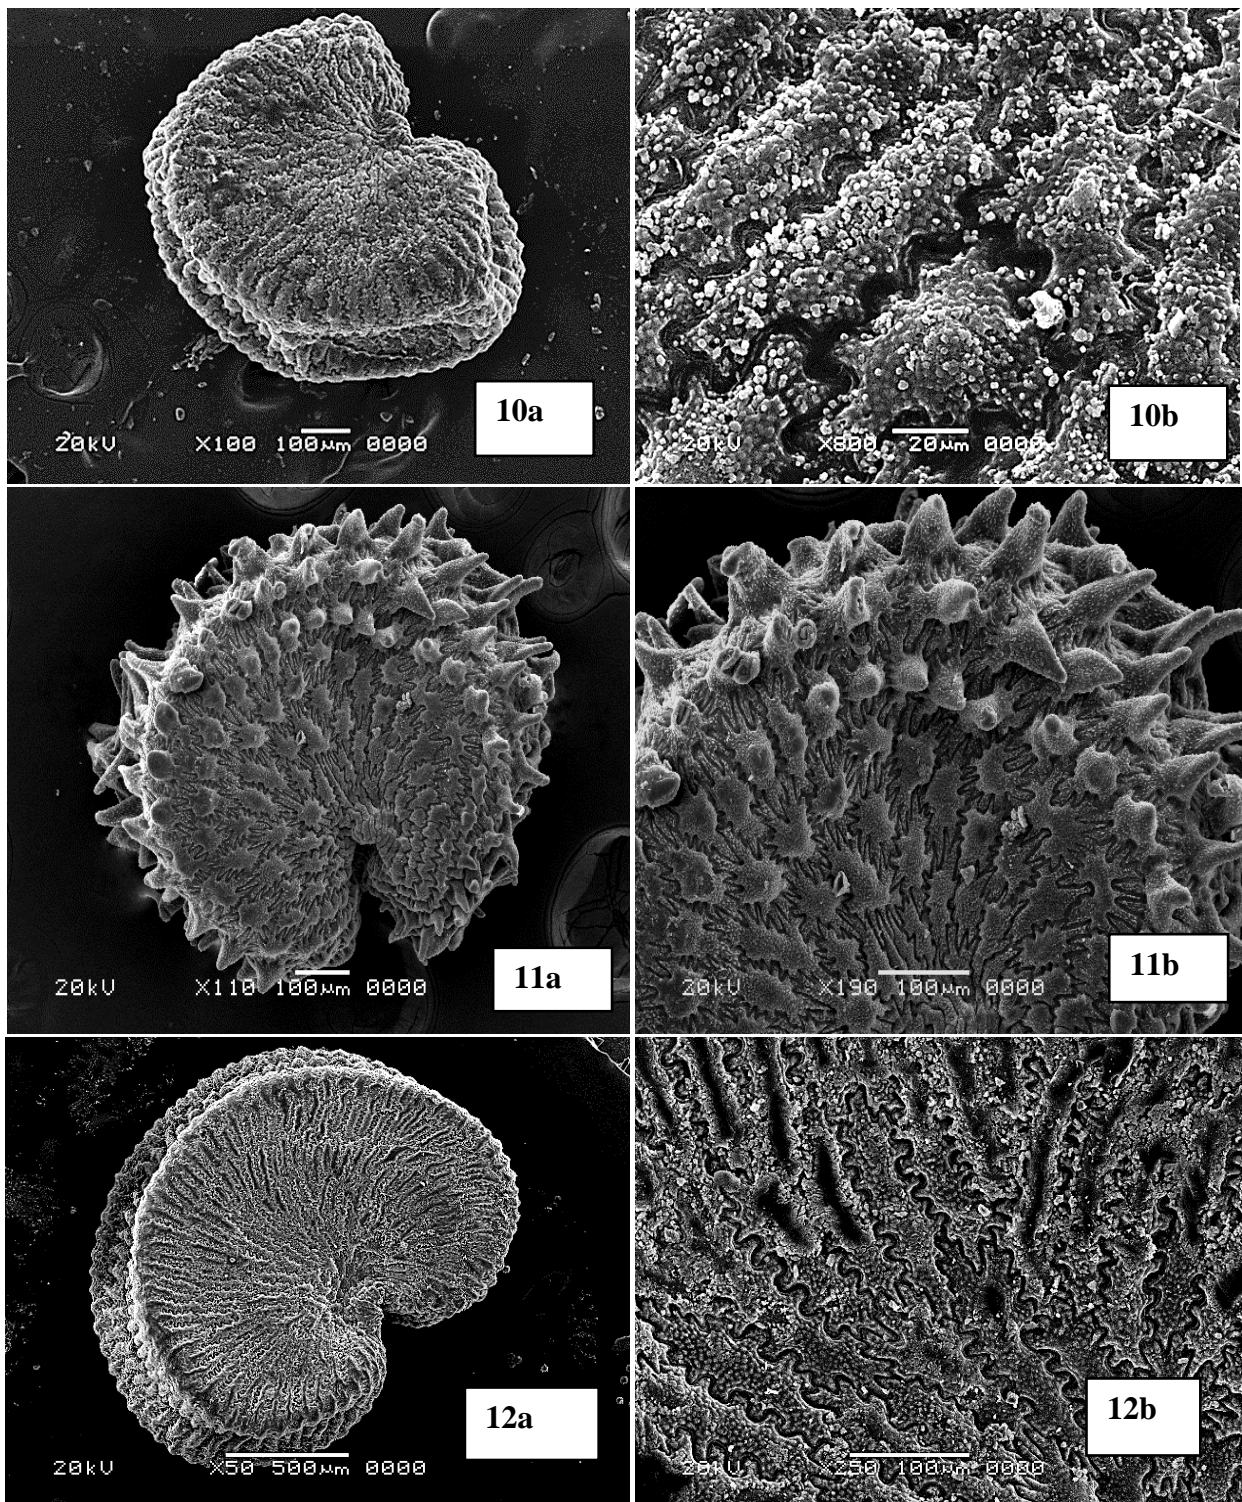 10a
20kV X100 100μm 0000
10b
20kV X800 20μm 0000
11a
20kV X110 100μm 0000
11b
20kV X190 100μm 0000
12a
20kV X50 500μm 0000
12b
20kV X250 100μm 0000